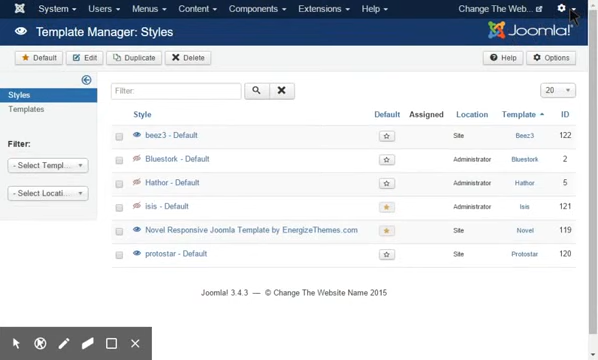 System Users Menus Content Components Extensions Help Change The Web...
Template Manager: Styles Joomla!
Default Edit Duplicate Delete Help Options
Styles
Templates
Filter:
- Select Templ...
- Select Locati...
Filter: 20
Style Default Assigned Location Template ID
beez3 - Default Site Beez3 122
Bluestork - Default Administrator Bluestork 2
Hathor - Default Administrator Hathor 5
isis - Default Administrator Isis 121
Novel Responsive Joomla Template by EnergizeThemes.com Site Novel 119
protostar - Default Site Protostar 120
Joomla! 3.4.3 — © Change The Website Name 2015